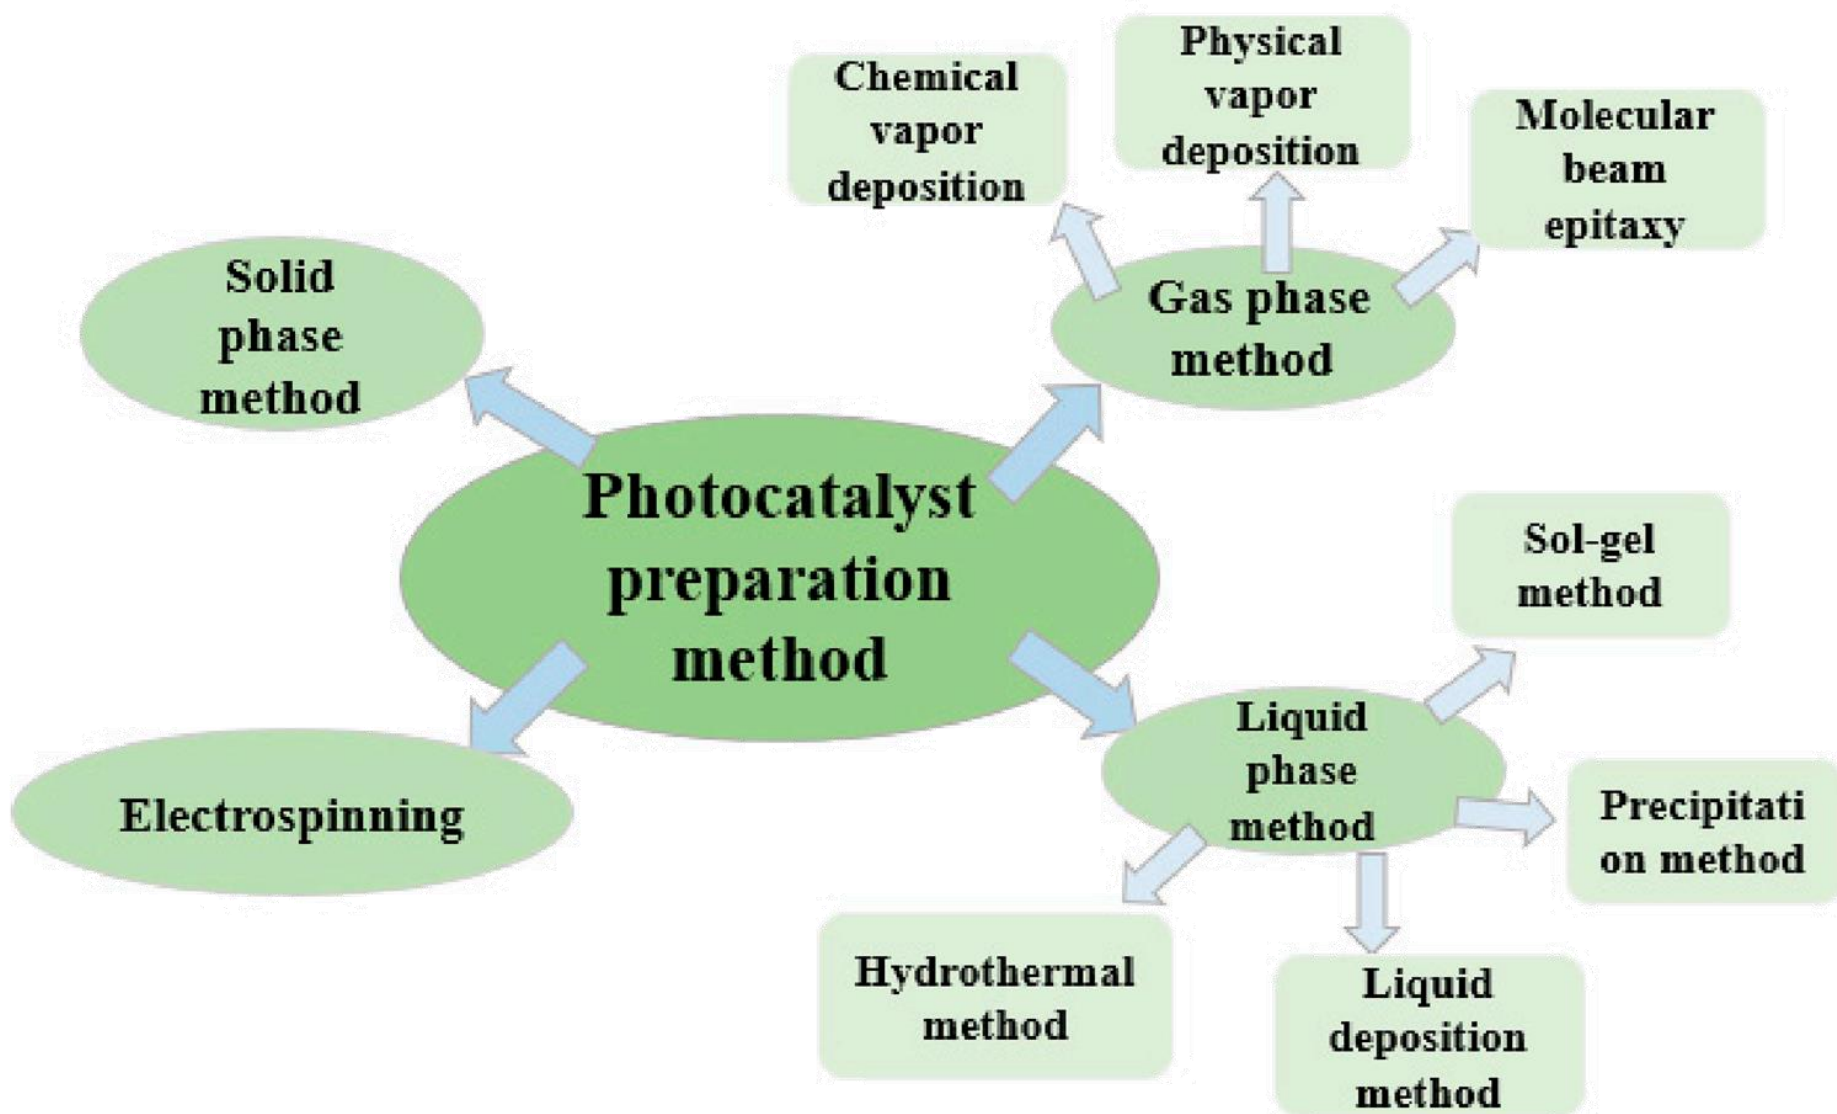 Chemical
vapor
deposition
Physical
vapor
deposition
Molecular
beam
epitaxy
Solid
phase
method
Gas phase
method
Photocatalyst
preparation
method
Sol-gel
method
Electrospinning
Liquid
phase
method
Precipitati
on method
Hydrothermal
method
Liquid
deposition
method